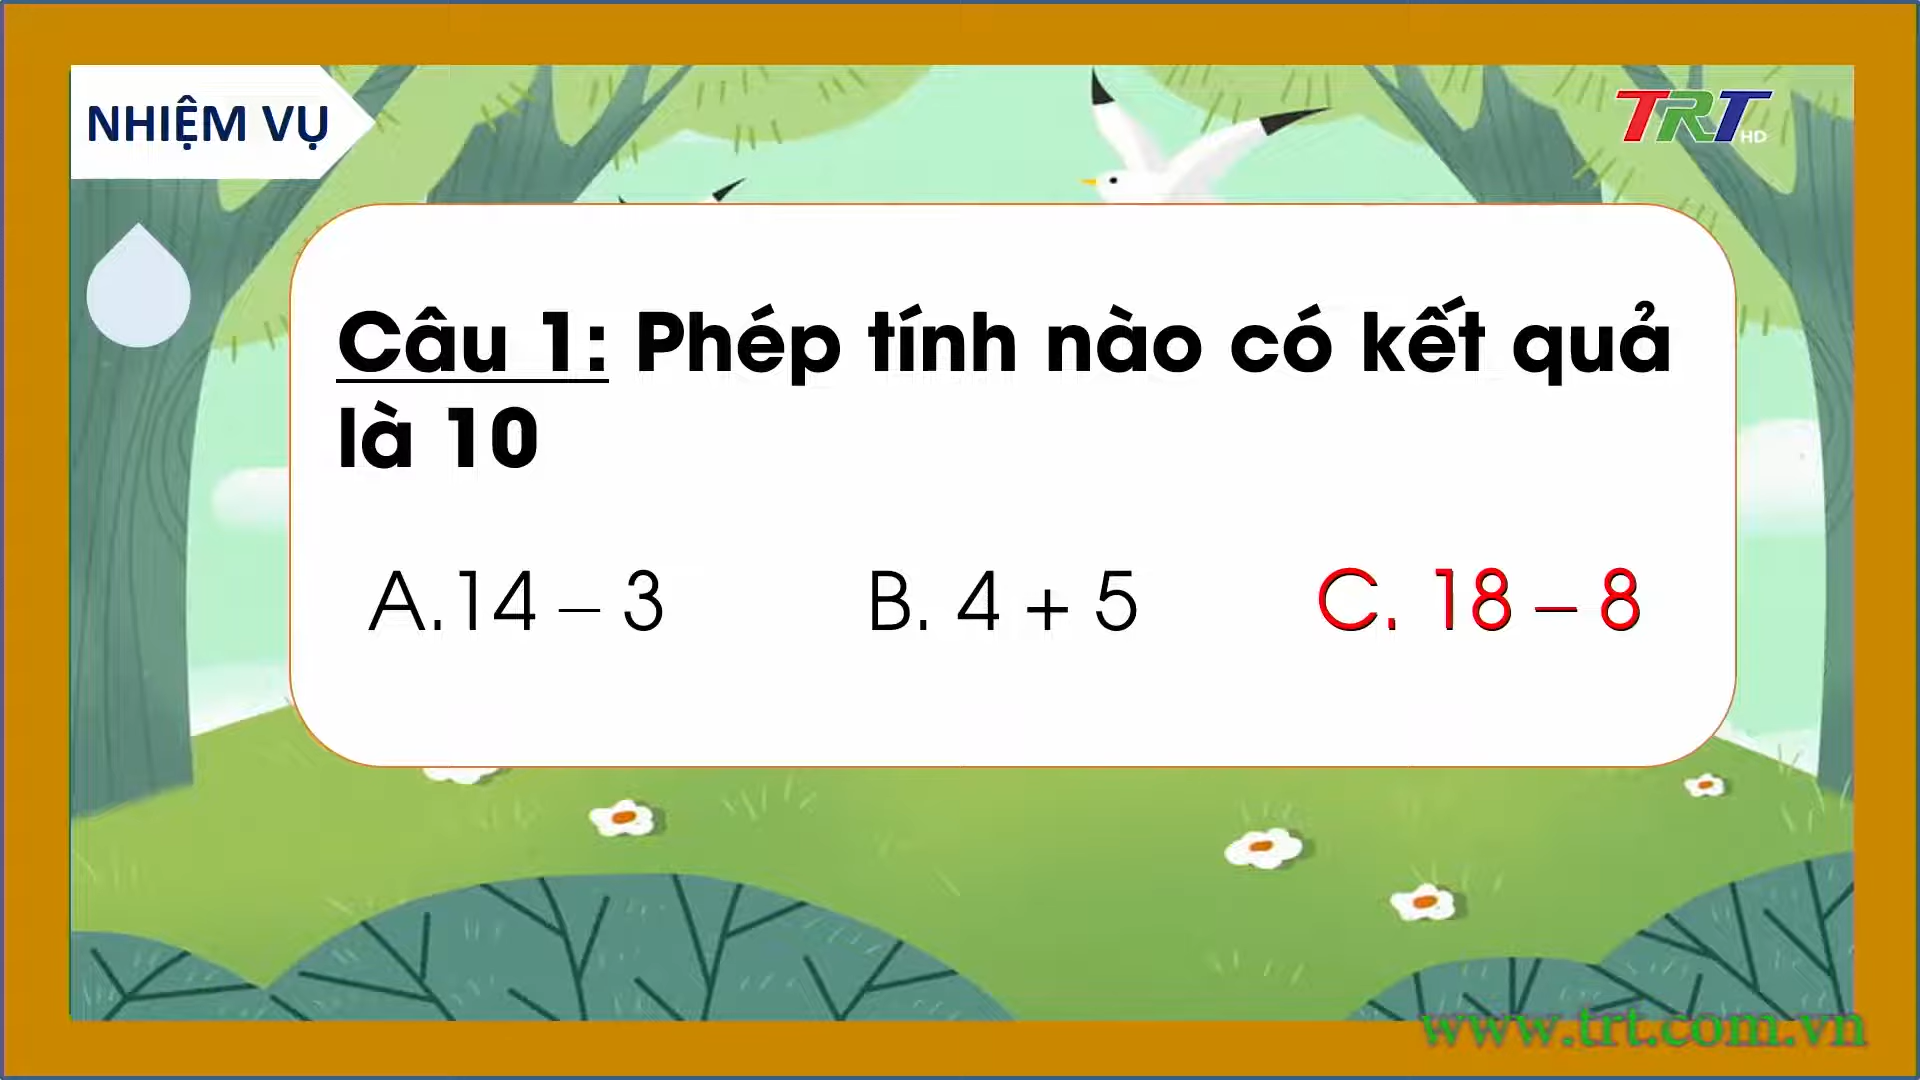 NHIỆM VỤ
TRT HD
Câu 1: Phép tính nào có kết quả
là 10
A.14 – 3 B. 4 + 5 C. 18 – 8
www.trt.com.vn